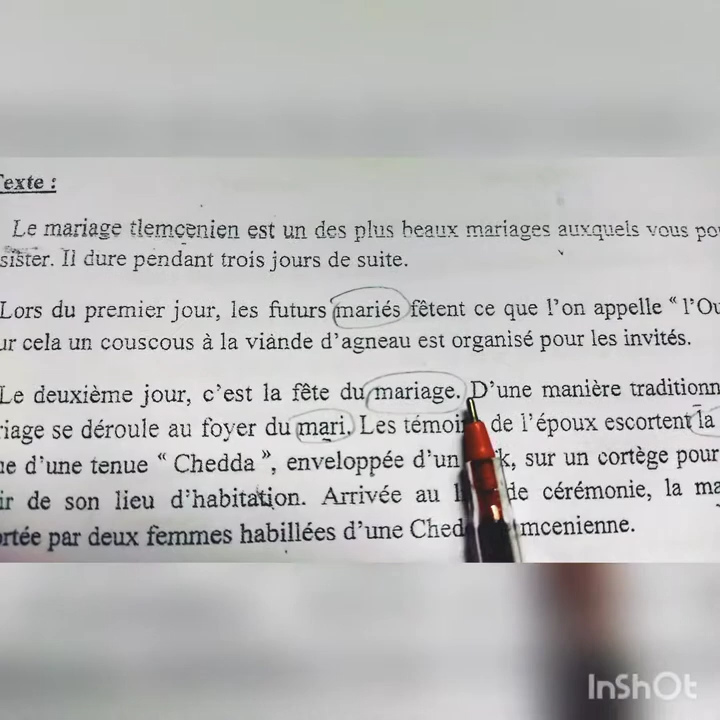 Texte :
Le mariage tlemcenien est un des plus beaux mariages auxquels vous
sister. Il dure pendant trois jours de suite.
Lors du premier jour, les futurs mariés fêtent ce que l'on appelle “ l'Ou
ur cela un couscous à la viande d'agneau est organisé pour les invités.
Le deuxième jour, c'est la fête du mariage. D'une manière traditionn
riage se déroule au foyer du mari. Les témoi de l'époux escortent la
d'une tenue “ Chedda ”, enveloppée d'un k, sur un cortège pour
ir de son lieu d'habitation. Arrivée au de cérémonie, la ma
ortée par deux femmes habillées d'une Ched mcenienne.
InShOt